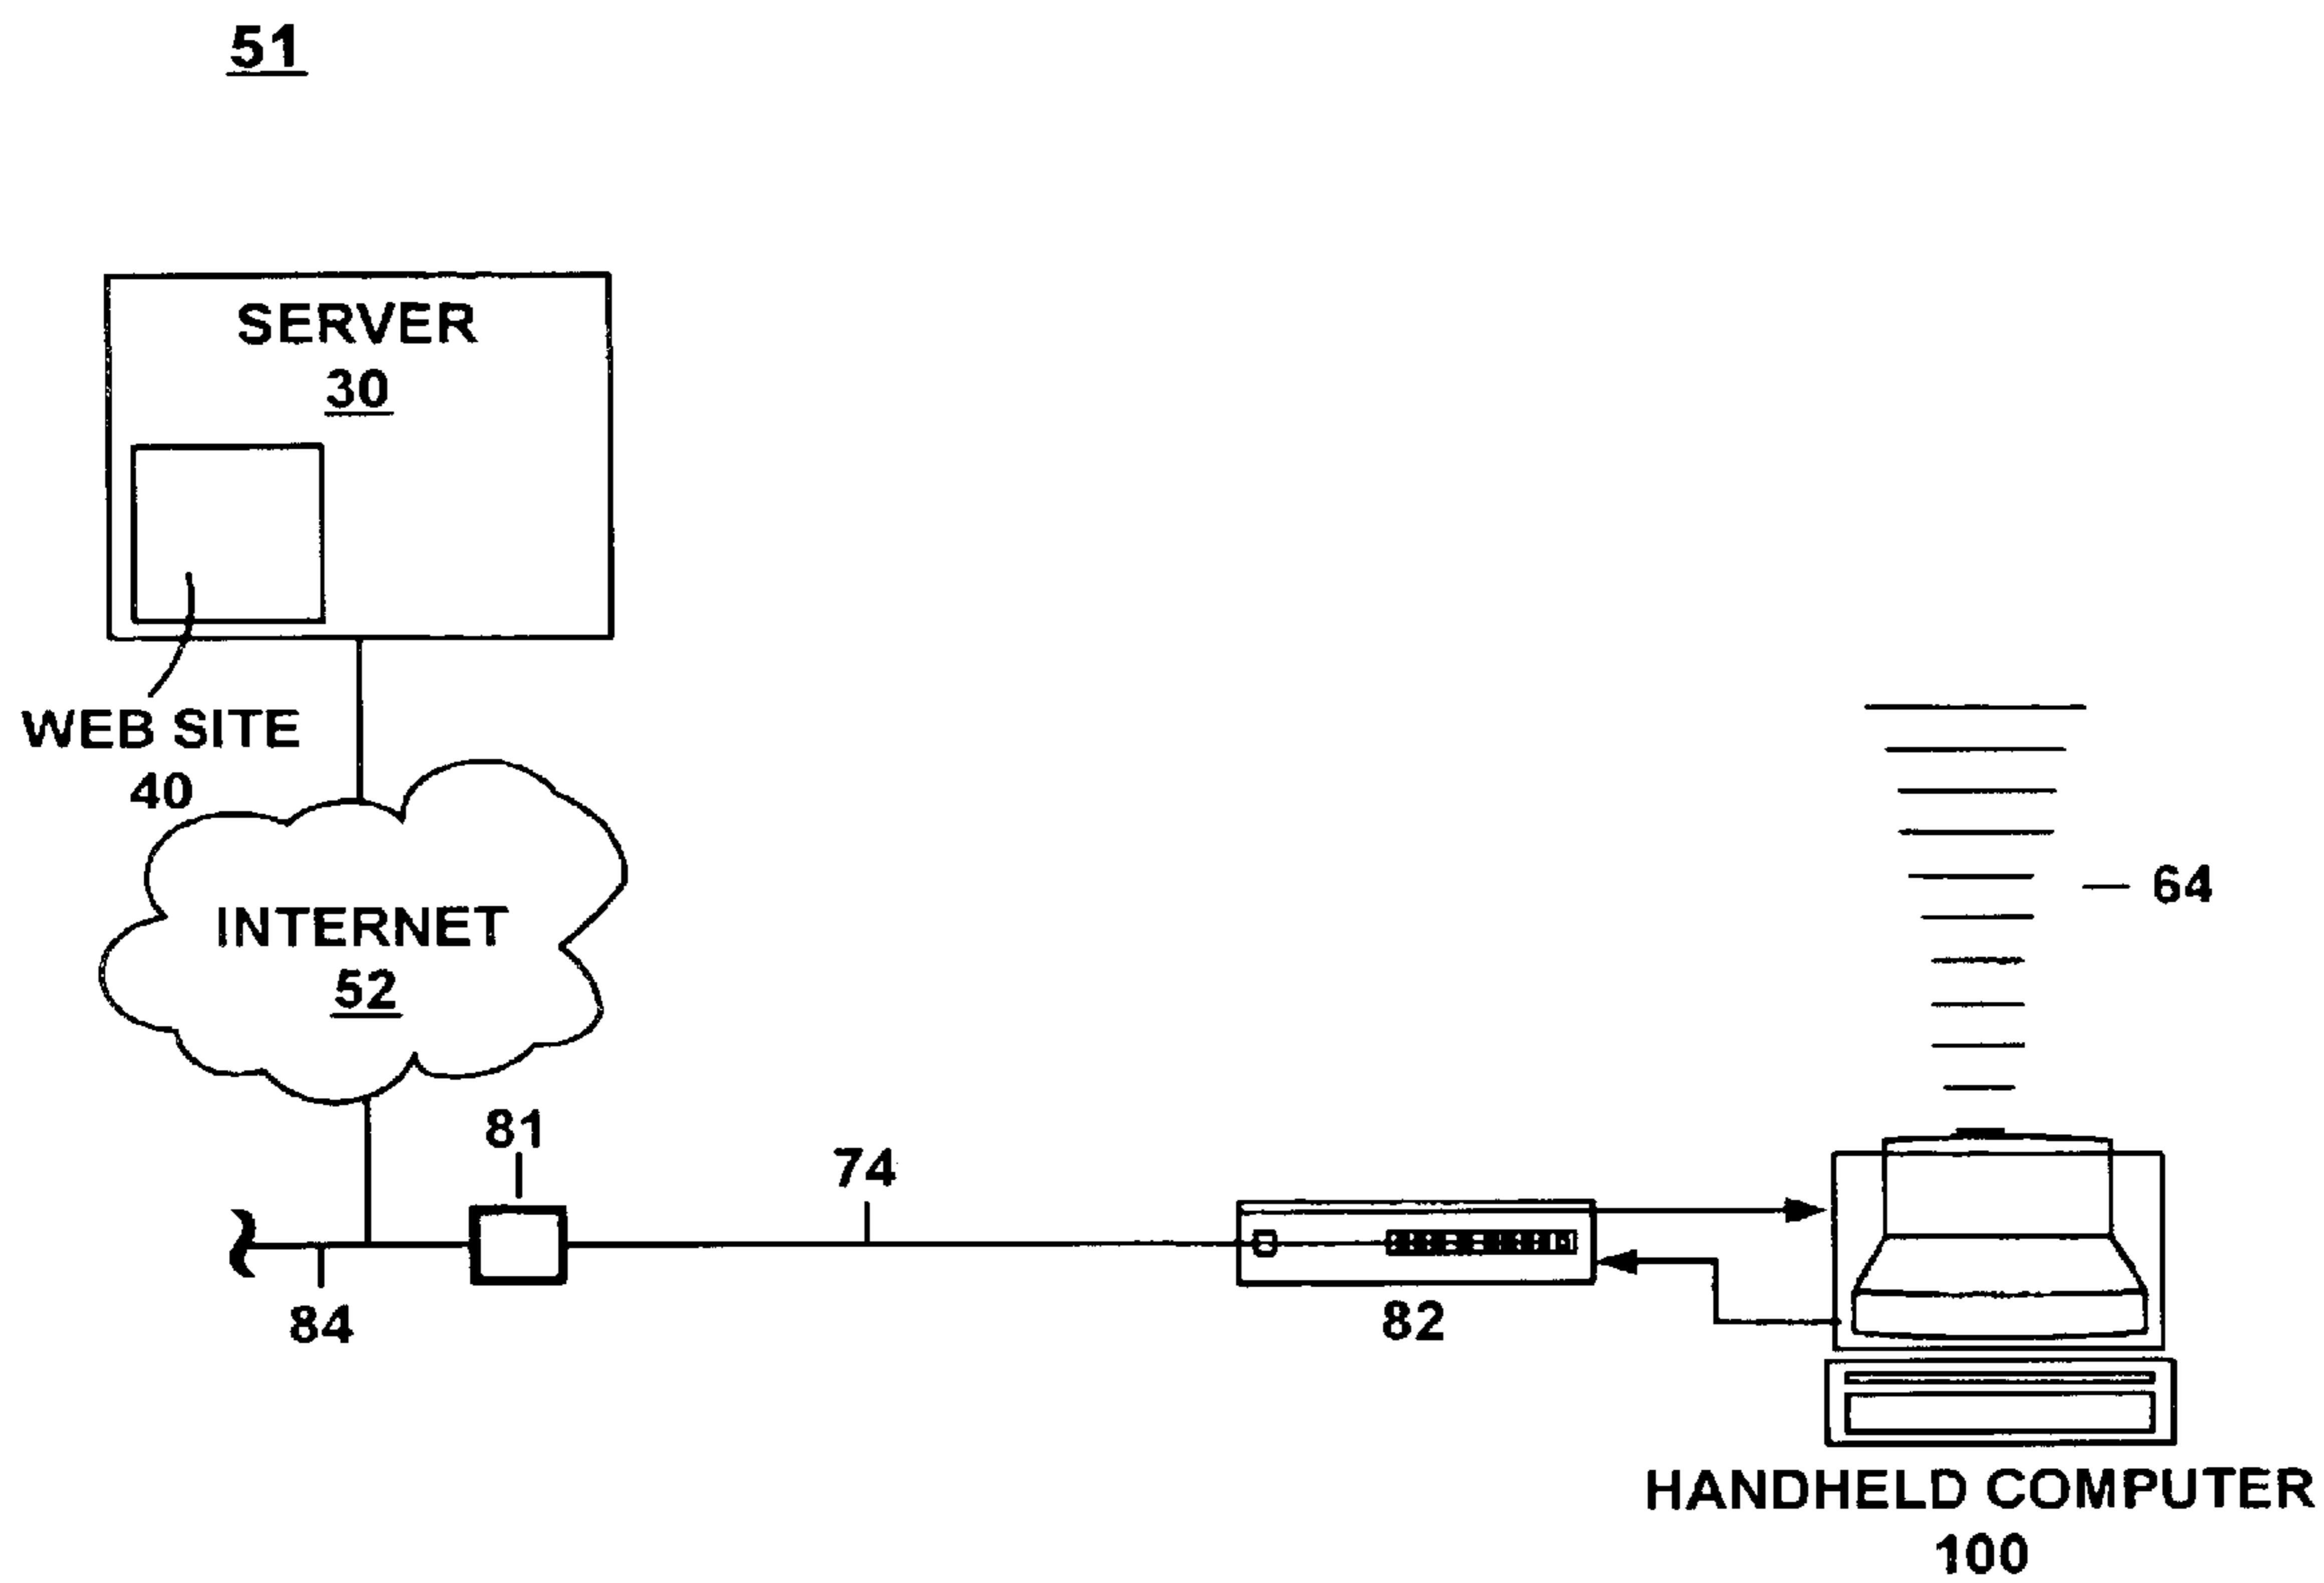 51
SERVER
30
WEB SITE
40
INTERNET
52
64
81
74
84
82
HANDHELD COMPUTER
100